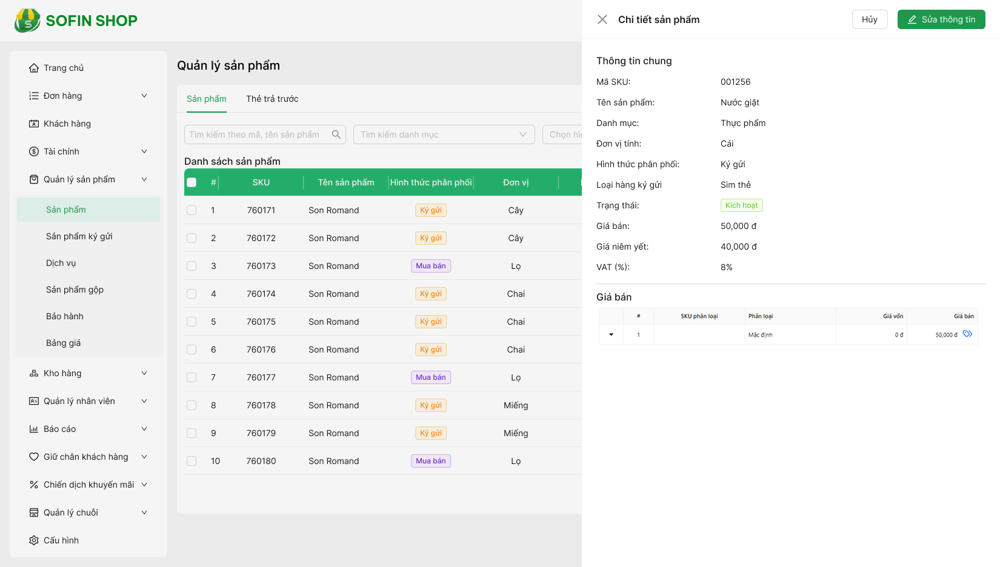 SOFIN SHOP
Trang chủ
Đơn hàng
Khách hàng
Tài chính
Quản lý sản phẩm
Sản phẩm
Sản phẩm ký gửi
Dịch vụ
Sản phẩm gộp
Bảo hành
Bảng giá
Kho hàng
Quản lý nhân viên
Báo cáo
Giữ chân khách hàng
Chiến dịch khuyến mãi
Quản lý chuỗi
Cấu hình
Quản lý sản phẩm
Sản phẩm Thẻ trả trước
Tìm kiếm theo mã, tên sản phẩm Tìm kiếm danh mục Chọn hì
Danh sách sản phẩm
# SKU Tên sản phẩm Hình thức phân phối Đơn vị
1 760171 Son Romand Ký gửi Cây
2 760172 Son Romand Ký gửi Cây
3 760173 Son Romand Mua bán Lọ
4 760174 Son Romand Ký gửi Chai
5 760175 Son Romand Ký gửi Chai
6 760176 Son Romand Ký gửi Chai
7 760177 Son Romand Mua bán Lọ
8 760178 Son Romand Ký gửi Miếng
9 760179 Son Romand Ký gửi Miếng
10 760180 Son Romand Mua bán Lọ
Chi tiết sản phẩm Hủy Sửa thông tin
Thông tin chung
Mã SKU: 001256
Tên sản phẩm: Nước giặt
Danh mục: Thực phẩm
Đơn vị tính: Cái
Hình thức phân phối: Ký gửi
Loại hàng ký gửi Sim thẻ
Trạng thái: Kích hoạt
Giá bán: 50,000 đ
Giá niêm yết: 40,000 đ
VAT (%): 8%
Giá bán
# SKU phân loại Phân loại Giá vốn Giá bán
1 Mặc định 0 đ 50,000 đ